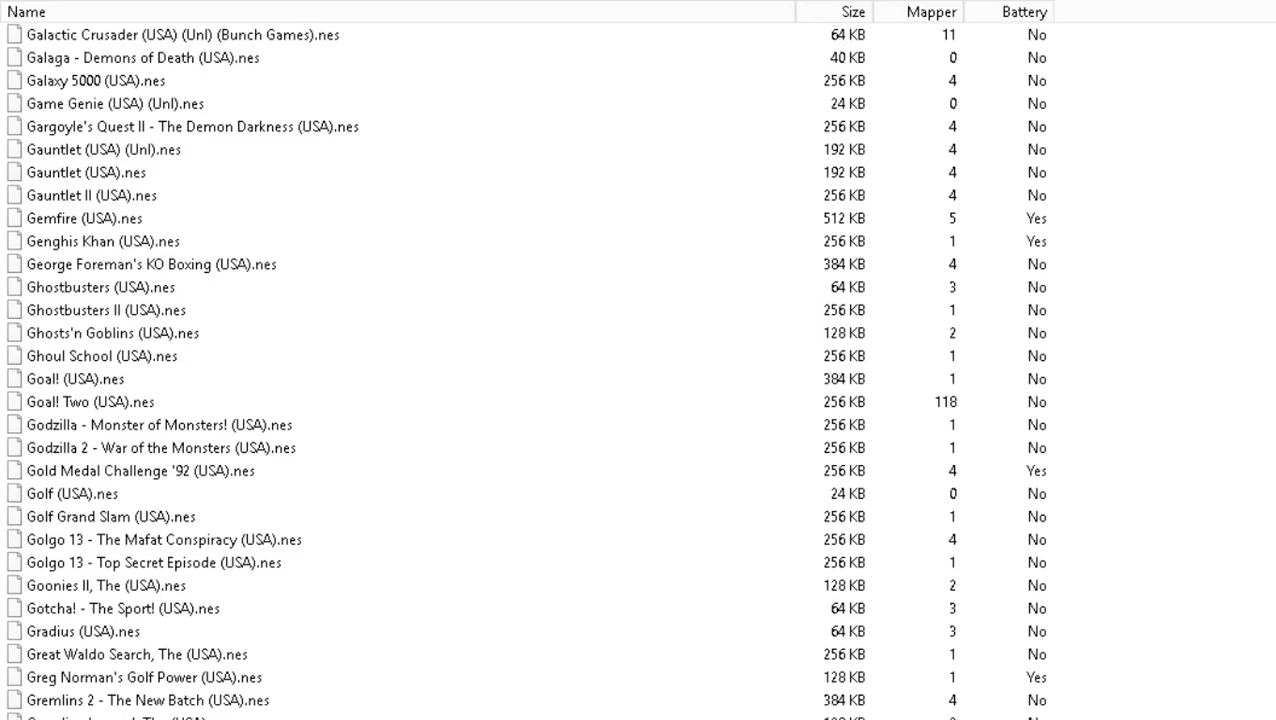 Name Size Mapper Battery
Galactic Crusader (USA) (Unl) (Bunch Games).nes 64 KB 11 No
Galaga - Demons of Death (USA).nes 40 KB 0 No
Galaxy 5000 (USA).nes 256 KB 4 No
Game Genie (USA) (Unl).nes 24 KB 0 No
Gargoyle's Quest II - The Demon Darkness (USA).nes 256 KB 4 No
Gauntlet (USA) (Unl).nes 192 KB 4 No
Gauntlet (USA).nes 192 KB 4 No
Gauntlet II (USA).nes 256 KB 4 No
Gemfire (USA).nes 512 KB 5 Yes
Genghis Khan (USA).nes 256 KB 1 Yes
George Foreman's KO Boxing (USA).nes 384 KB 4 No
Ghostbusters (USA).nes 64 KB 3 No
Ghostbusters II (USA).nes 256 KB 1 No
Ghosts'n Goblins (USA).nes 128 KB 2 No
Ghoul School (USA).nes 256 KB 1 No
Goal! (USA).nes 384 KB 1 No
Goal! Two (USA).nes 256 KB 118 No
Godzilla - Monster of Monsters! (USA).nes 256 KB 1 No
Godzilla 2 - War of the Monsters (USA).nes 256 KB 1 No
Gold Medal Challenge '92 (USA).nes 256 KB 4 Yes
Golf (USA).nes 24 KB 0 No
Golf Grand Slam (USA).nes 256 KB 1 No
Golgo 13 - The Mafat Conspiracy (USA).nes 256 KB 4 No
Golgo 13 - Top Secret Episode (USA).nes 256 KB 1 No
Goonies II, The (USA).nes 128 KB 2 No
Gotcha! - The Sport! (USA).nes 64 KB 3 No
Gradius (USA).nes 64 KB 3 No
Great Waldo Search, The (USA).nes 256 KB 1 No
Greg Norman's Golf Power (USA).nes 128 KB 1 Yes
Gremlins 2 - The New Batch (USA).nes 384 KB 4 No